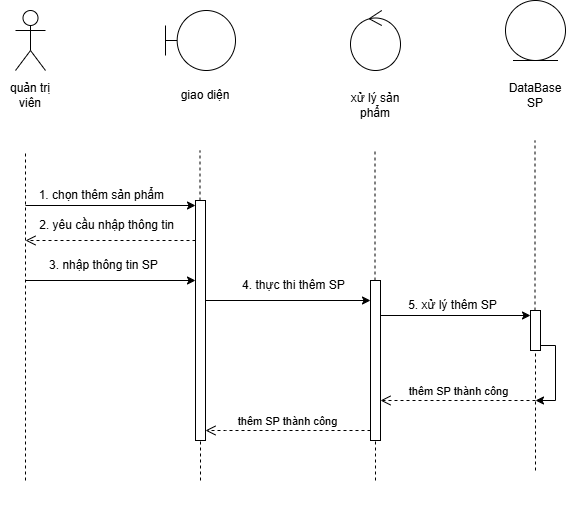 quản trị
viên
giao diện
xử lý sản
phẩm
DataBase
SP
1. chọn thêm sản phẩm
2. yêu cầu nhập thông tin
3. nhập thông tin SP
4. thực thi thêm SP
5. xử lý thêm SP
thêm SP thành công
thêm SP thành công